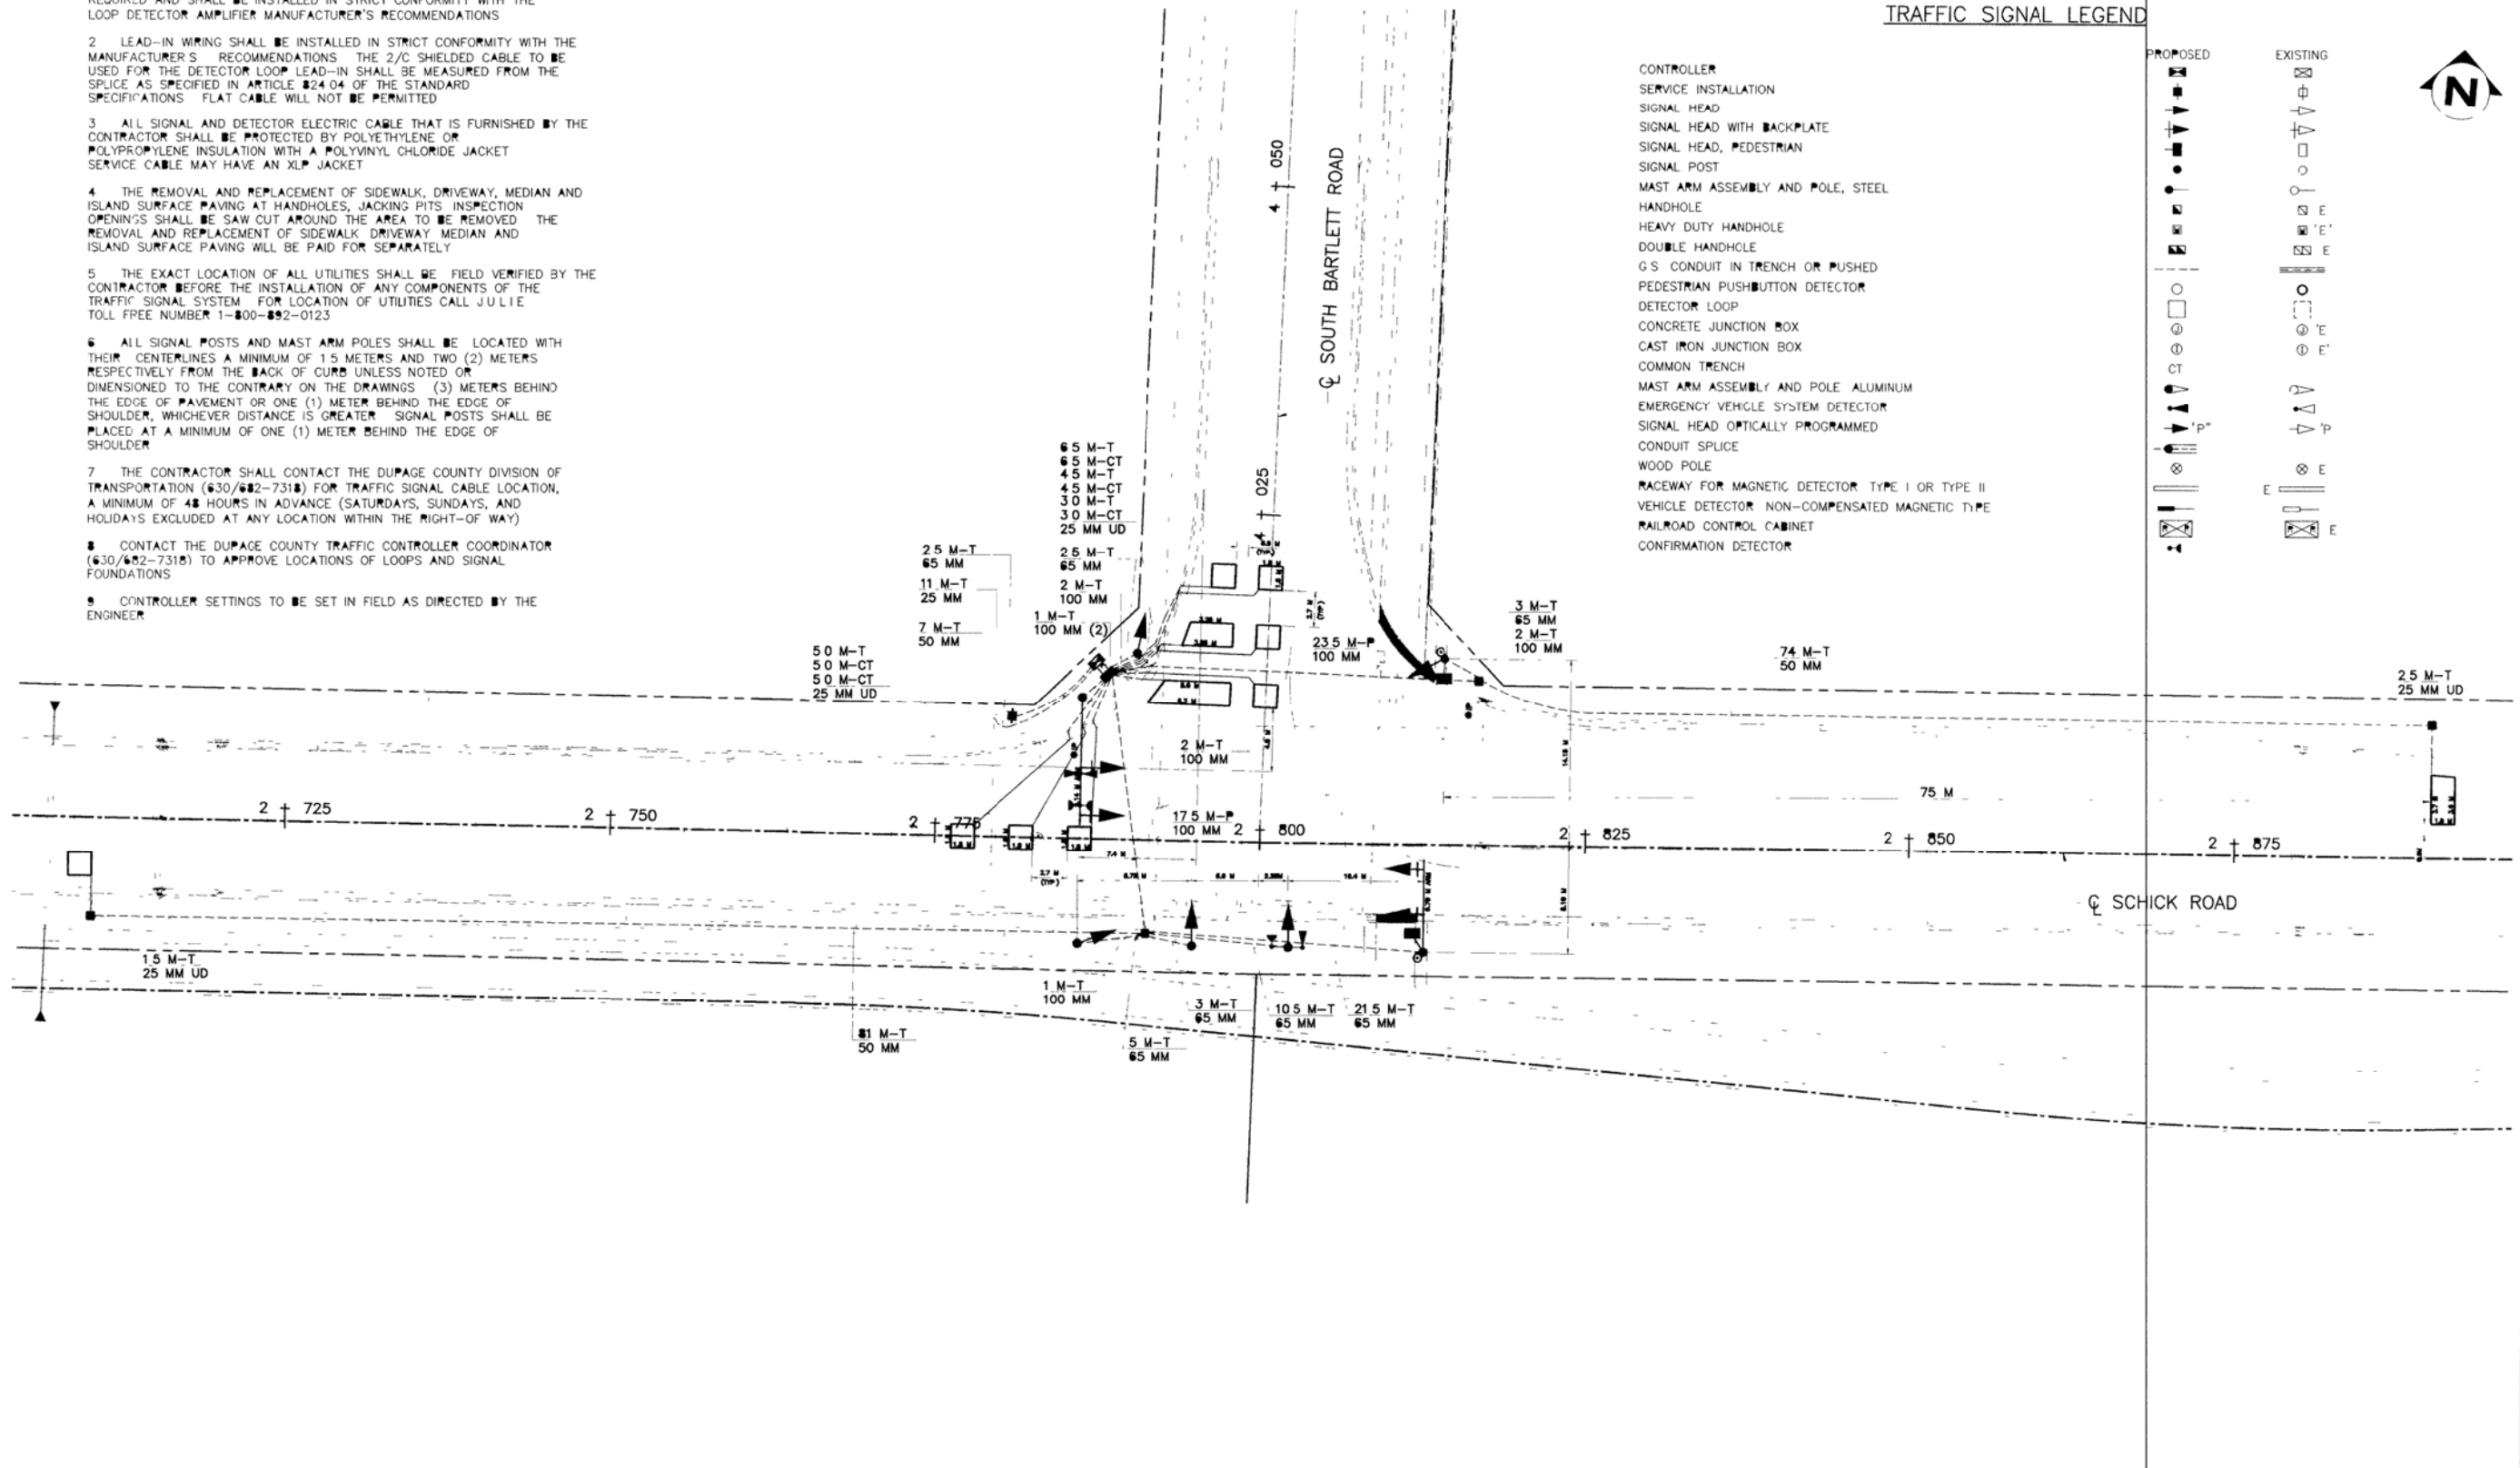 LOOP DETECTOR AMPLIFIER MANUFACTURER'S RECOMMENDATIONS
2 LEAD-IN WIRING SHALL BE INSTALLED IN STRICT CONFORMITY WITH THE
MANUFACTURER S RECOMMENDATIONS THE 2/C SHIELDED CABLE TO BE
USED FOR THE DETECTOR LOOP LEAD-IN SHALL BE MEASURED FROM THE
SPLICE AS SPECIFIED IN ARTICLE 824 04 OF THE STANDARD
SPECIFICATIONS FLAT CABLE WILL NOT BE PERMITTED
3 ALL SIGNAL AND DETECTOR ELECTRIC CABLE THAT IS FURNISHED BY THE
CONTRACTOR SHALL BE PROTECTED BY POLYETHYLENE OR
POLYPROPYLENE INSULATION WITH A POLYVINYL CHLORIDE JACKET
SERVICE CABLE MAY HAVE AN XLP JACKET
4 THE REMOVAL AND REPLACEMENT OF SIDEWALK, DRIVEWAY, MEDIAN AND
ISLAND SURFACE PAVING AT HANDHOLES, JACKING PITS INSPECTION
OPENINGS SHALL BE SAW CUT AROUND THE AREA TO BE REMOVED THE
REMOVAL AND REPLACEMENT OF SIDEWALK DRIVEWAY MEDIAN AND
ISLAND SURFACE PAVING WILL BE PAID FOR SEPARATELY
5 THE EXACT LOCATION OF ALL UTILITIES SHALL BE FIELD VERIFIED BY THE
CONTRACTOR BEFORE THE INSTALLATION OF ANY COMPONENTS OF THE
TRAFFIC SIGNAL SYSTEM FOR LOCATION OF UTILITIES CALL J U L I E
TOLL FREE NUMBER 1-800-892-0123
6 ALL SIGNAL POSTS AND MAST ARM POLES SHALL BE LOCATED WITH
THEIR CENTERLINES A MINIMUM OF 1 5 METERS AND TWO (2) METERS
RESPECTIVELY FROM THE BACK OF CURB UNLESS NOTED OR
DIMENSIONED TO THE CONTRARY ON THE DRAWINGS (3) METERS BEHIND
THE EDGE OF PAVEMENT OR ONE (1) METER BEHIND THE EDGE OF
SHOULDER, WHICHEVER DISTANCE IS GREATER SIGNAL POSTS SHALL BE
PLACED AT A MINIMUM OF ONE (1) METER BEHIND THE EDGE OF
SHOULDER
7 THE CONTRACTOR SHALL CONTACT THE DUPAGE COUNTY DIVISION OF
TRANSPORTATION (630/682-7318) FOR TRAFFIC SIGNAL CABLE LOCATION,
A MINIMUM OF 48 HOURS IN ADVANCE (SATURDAYS, SUNDAYS, AND
HOLIDAYS EXCLUDED AT ANY LOCATION WITHIN THE RIGHT-OF WAY)
8 CONTACT THE DUPAGE COUNTY TRAFFIC CONTROLLER COORDINATOR
(630/682-7318) TO APPROVE LOCATIONS OF LOOPS AND SIGNAL
FOUNDATIONS
9 CONTROLLER SETTINGS TO BE SET IN FIELD AS DIRECTED BY THE
ENGINEER
TRAFFIC SIGNAL LEGEND
PROPOSED EXISTING
N
CONTROLLER
SERVICE INSTALLATION
SIGNAL HEAD
SIGNAL HEAD WITH BACKPLATE
SIGNAL HEAD, PEDESTRIAN
SIGNAL POST
MAST ARM ASSEMBLY AND POLE, STEEL
HANDHOLE E
HEAVY DUTY HANDHOLE 'E'
DOUBLE HANDHOLE E
G S CONDUIT IN TRENCH OR PUSHED
PEDESTRIAN PUSHBUTTON DETECTOR
DETECTOR LOOP
CONCRETE JUNCTION BOX J J 'E
CAST IRON JUNCTION BOX I I E'
COMMON TRENCH CT
MAST ARM ASSEMBLY AND POLE ALUMINUM
EMERGENCY VEHICLE SYSTEM DETECTOR
SIGNAL HEAD OPTICALLY PROGRAMMED 'P" 'P
CONDUIT SPLICE
WOOD POLE E
RACEWAY FOR MAGNETIC DETECTOR TYPE I OR TYPE II E
VEHICLE DETECTOR NON-COMPENSATED MAGNETIC TYPE
RAILROAD CONTROL CABINET E
CONFIRMATION DETECTOR
4 + 050
℄ SOUTH BARTLETT ROAD
4 + 025
6 5 M-T
6 5 M-CT
4 5 M-T
4 5 M-CT
3 0 M-T
3 0 M-CT
25 MM UD
2 5 M-T
65 MM
2 5 M-T
65 MM
11 M-T
25 MM
2 M-T
100 MM
7 M-T
50 MM
1 M-T
100 MM (2)
5 0 M-T
5 0 M-CT
5 0 M-CT
25 MM UD
23 5 M-P
100 MM
3 M-T
65 MM
2 M-T
100 MM
74 M-T
50 MM
2 5 M-T
25 MM UD
2 M-T
100 MM
75 M
17 5 M-P
100 MM
2 + 725
2 + 750
2 + 775
2 + 800
2 + 825
2 + 850
2 + 875
7.4 M
2.7 M
(TYP)
℄ SCHICK ROAD
1 5 M-T
25 MM UD
1 M-T
100 MM
3 M-T
65 MM
10 5 M-T
65 MM
21 5 M-T
65 MM
81 M-T
50 MM
5 M-T
65 MM